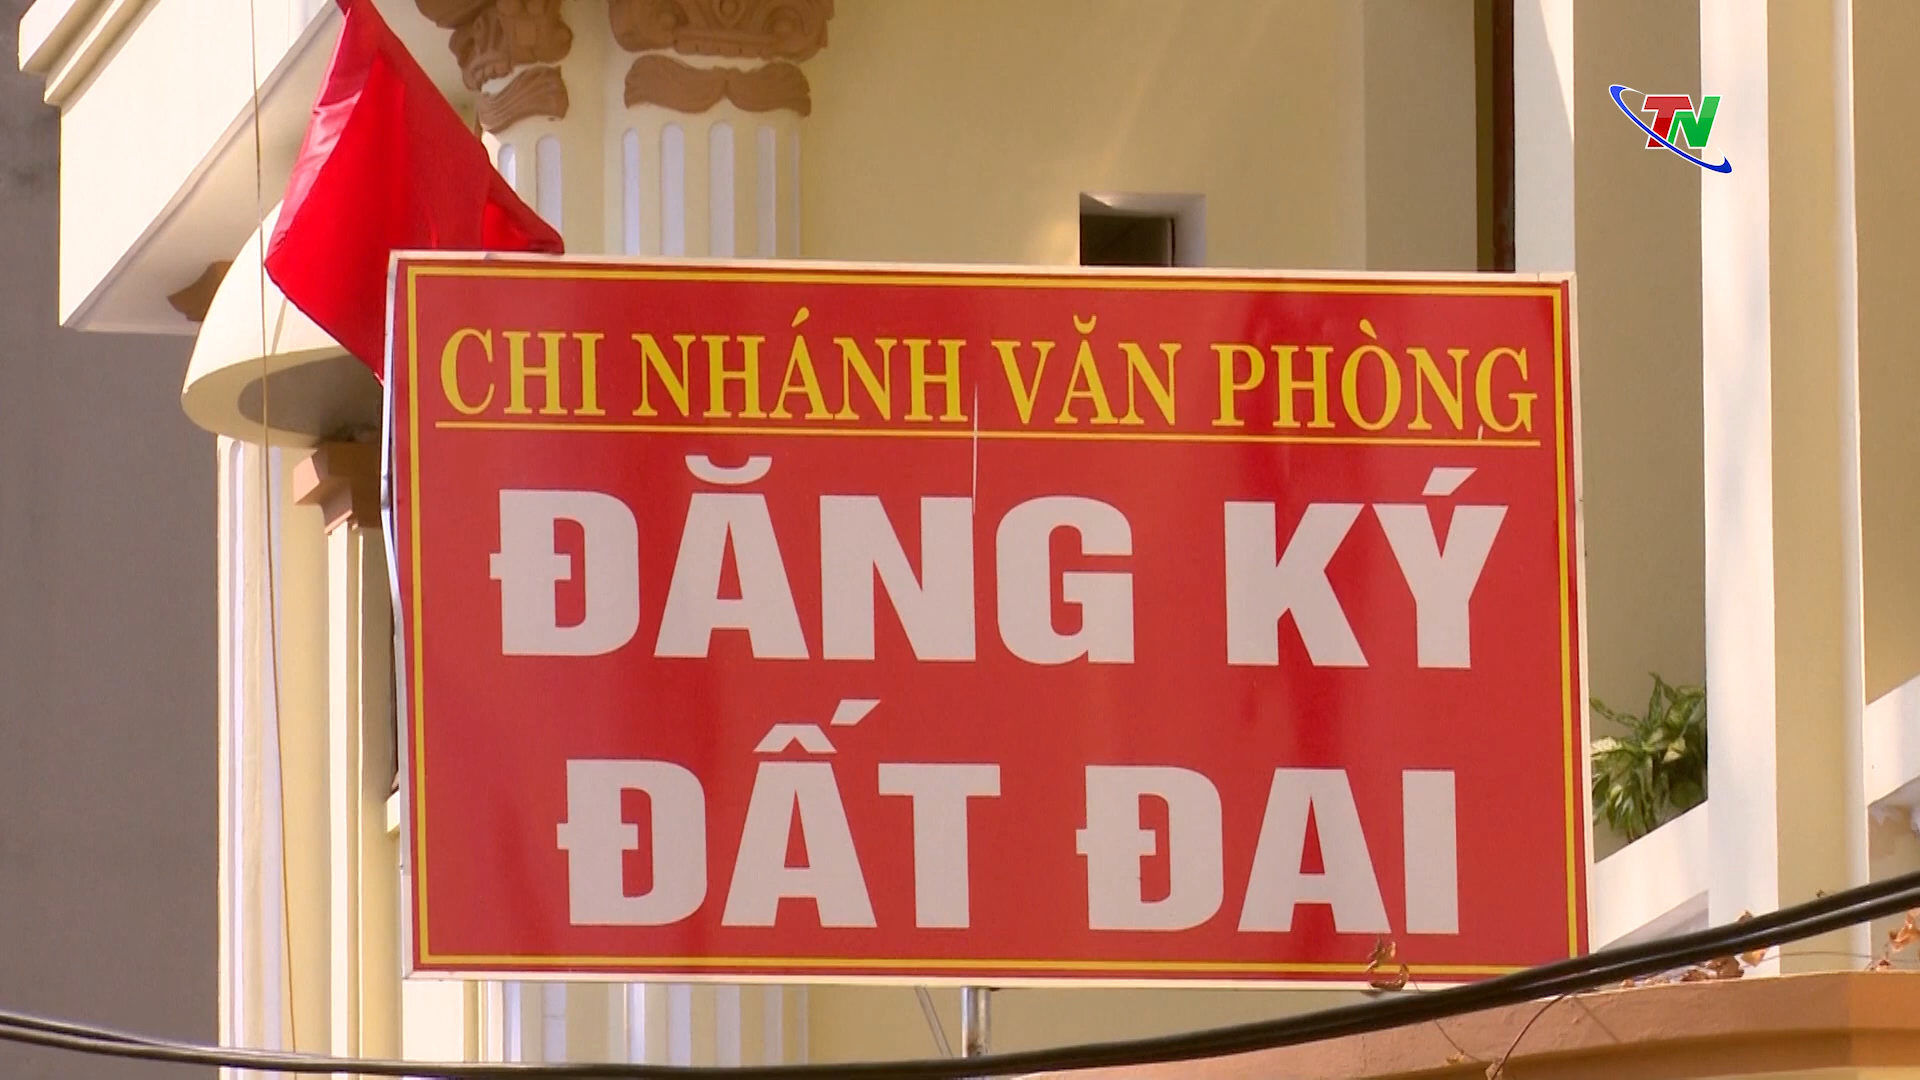 TN
CHI NHÁNH VĂN PHÒNG
ĐĂNG KÝ
ĐẤT ĐAI